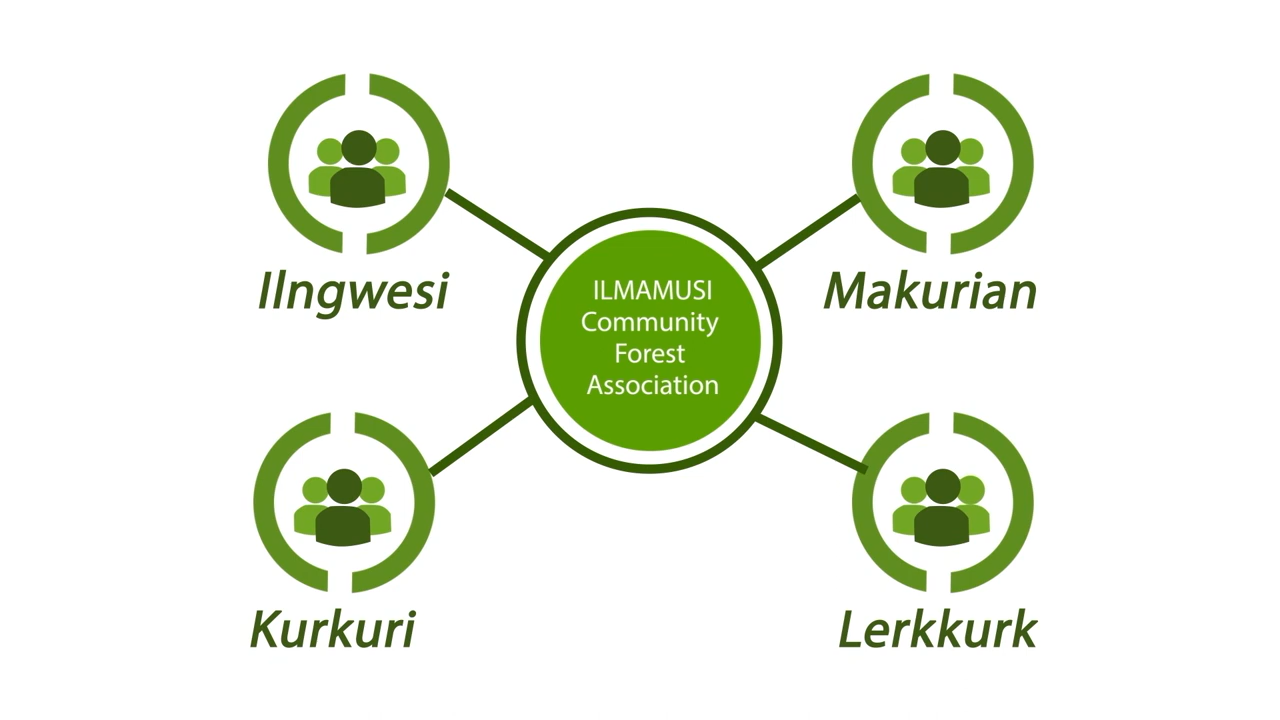 Ilngwesi
Makurian
ILMAMUSI
Community
Forest
Association
Kurkuri
Lerkkurk